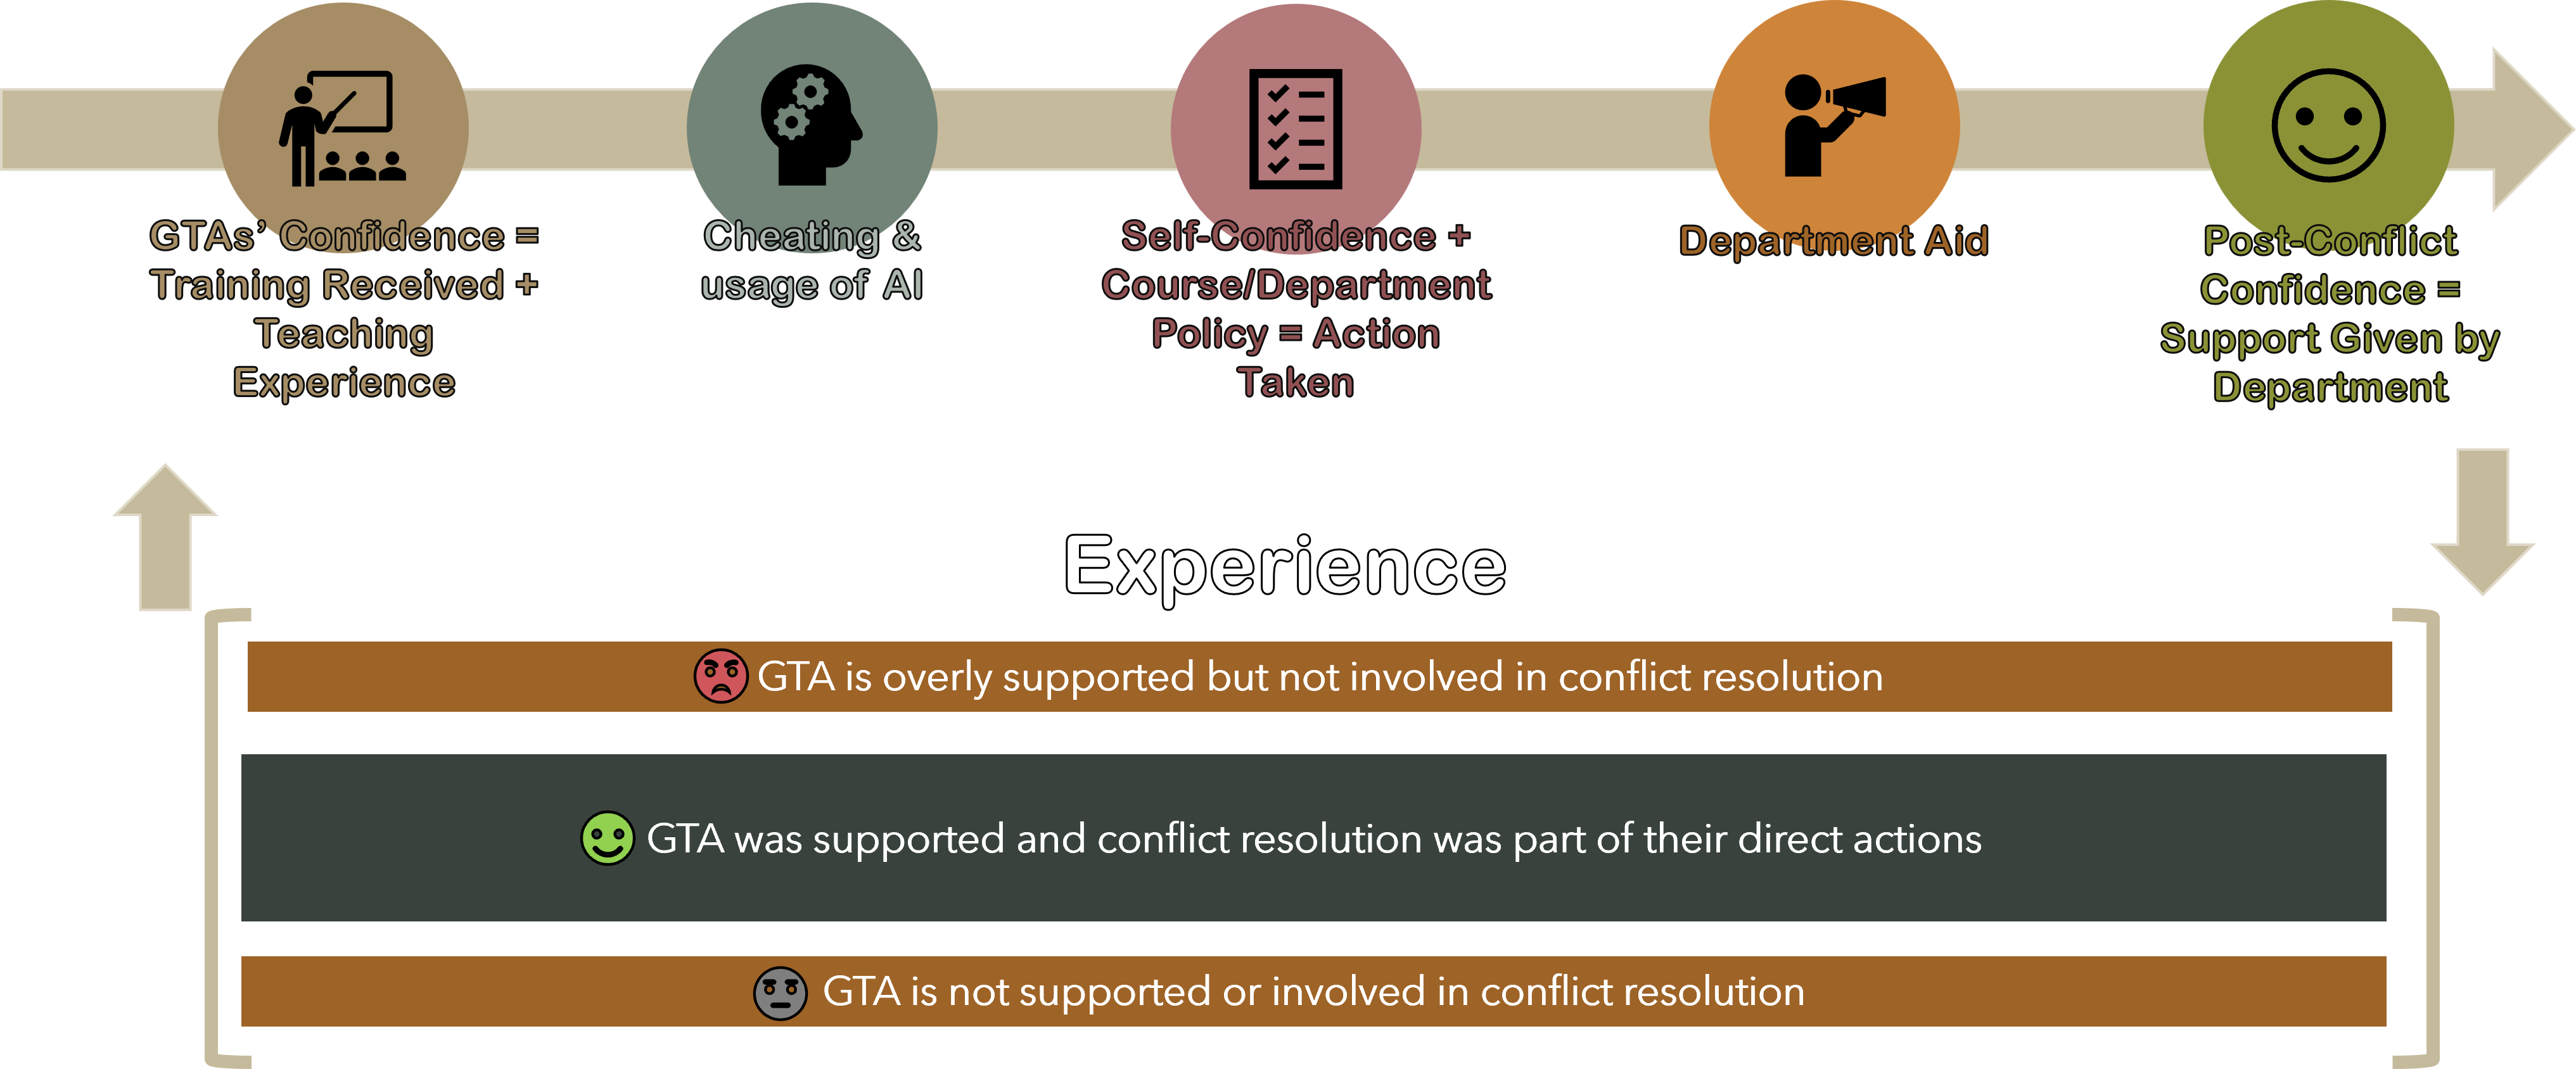 GTAs’ Confidence =
Training Received +
Teaching
Experience
Cheating &
usage of AI
Self-Confidence +
Course/Department
Policy = Action
Taken
Department Aid
Post-Conflict
Confidence =
Support Given by
Department
Experience
GTA is overly supported but not involved in conflict resolution
GTA was supported and conflict resolution was part of their direct actions
GTA is not supported or involved in conflict resolution